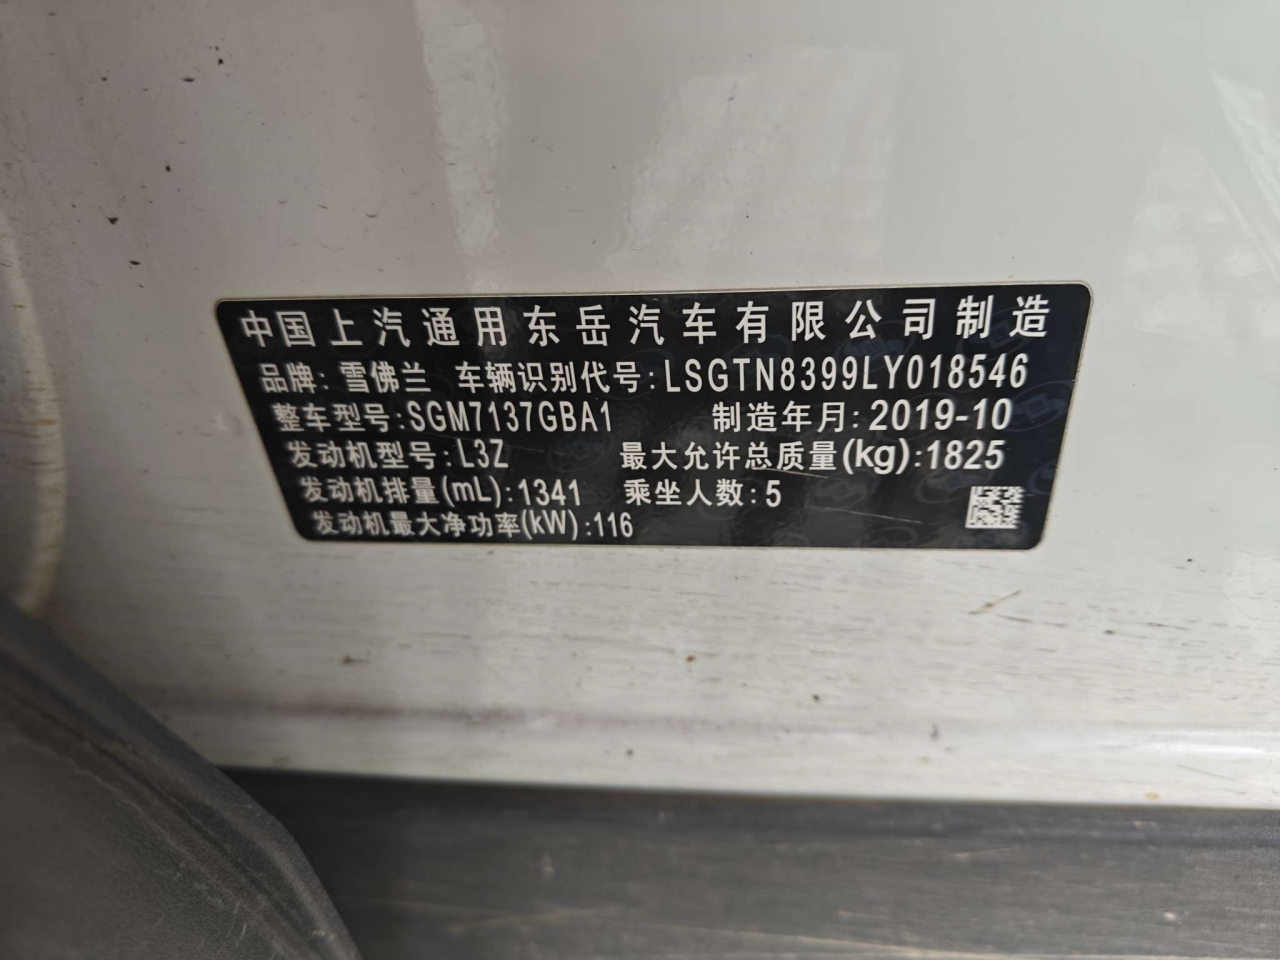 中国上汽通用东岳汽车有限公司制造
品牌:雪佛兰 车辆识别代号:LSGTN8399LY018546
整车型号:SGM7137GBA1 制造年月:2019-10
发动机型号:L3Z 最大允许总质量(kg):1825
发动机排量(mL):1341 乘坐人数:5
发动机最大净功率(kW):116